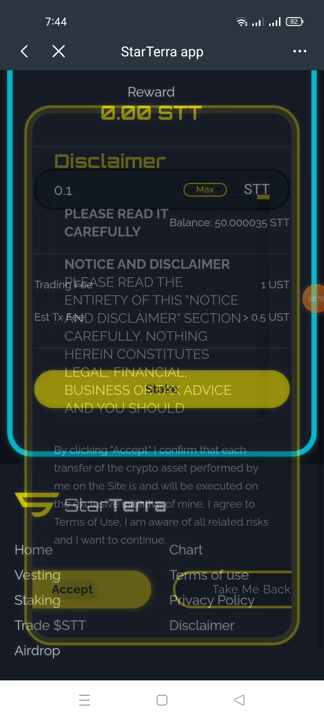 7:44
82
StarTerra app
Reward
0.00 STT
Disclaimer
0.1 Max STT
PLEASE READ IT
CAREFULLY
Balance: 50.000035 STT
NOTICE AND DISCLAIMER
Trading Fee 1 UST
PLEASE READ THE
ENTIRETY OF THIS "NOTICE
Est Tx Fee > 0.5 UST
AND DISCLAIMER" SECTION
CAREFULLY. NOTHING
HEREIN CONSTITUTES
LEGAL, FINANCIAL,
Stake
BUSINESS OR TAX ADVICE
AND YOU SHOULD
By clicking "Accept" I confirm that each
transfer of the crypto asset performed by
me on the Site is and will be executed on
the exclusive initiative of mine, I agree to
Terms of Use, I am aware of all related risks
and I want to continue.
StarTerra
Home Chart
Vesting Terms of use
Accept Take Me Back
Staking Privacy Policy
Trade $STT Disclaimer
Airdrop